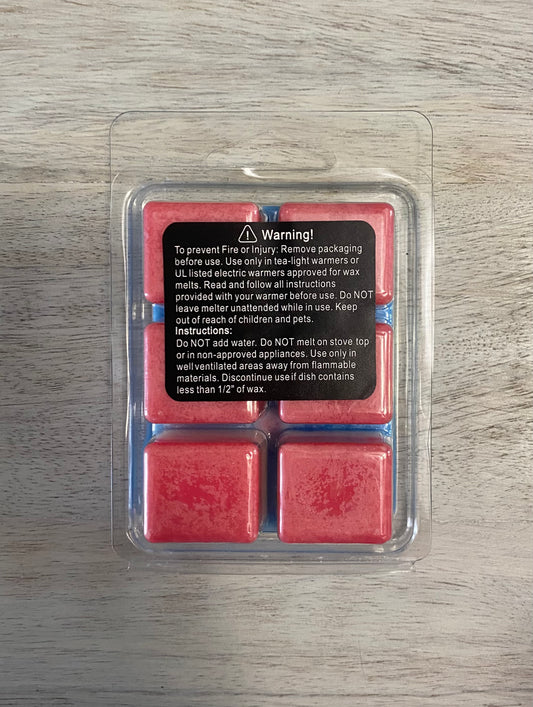 Warning!
To prevent Fire or Injury: Remove packaging
before use. Use only in tea-light warmers or
UL listed electric warmers approved for wax
melts. Read and follow all instructions
provided with your warmer before use. Do NOT
leave melter unattended while in use. Keep
out of reach of children and pets.
Instructions:
Do NOT add water. Do NOT melt on stove top
or in non-approved appliances. Use only in
well ventilated areas away from flammable
materials. Discontinue use if dish contains
less than 1/2" of wax.